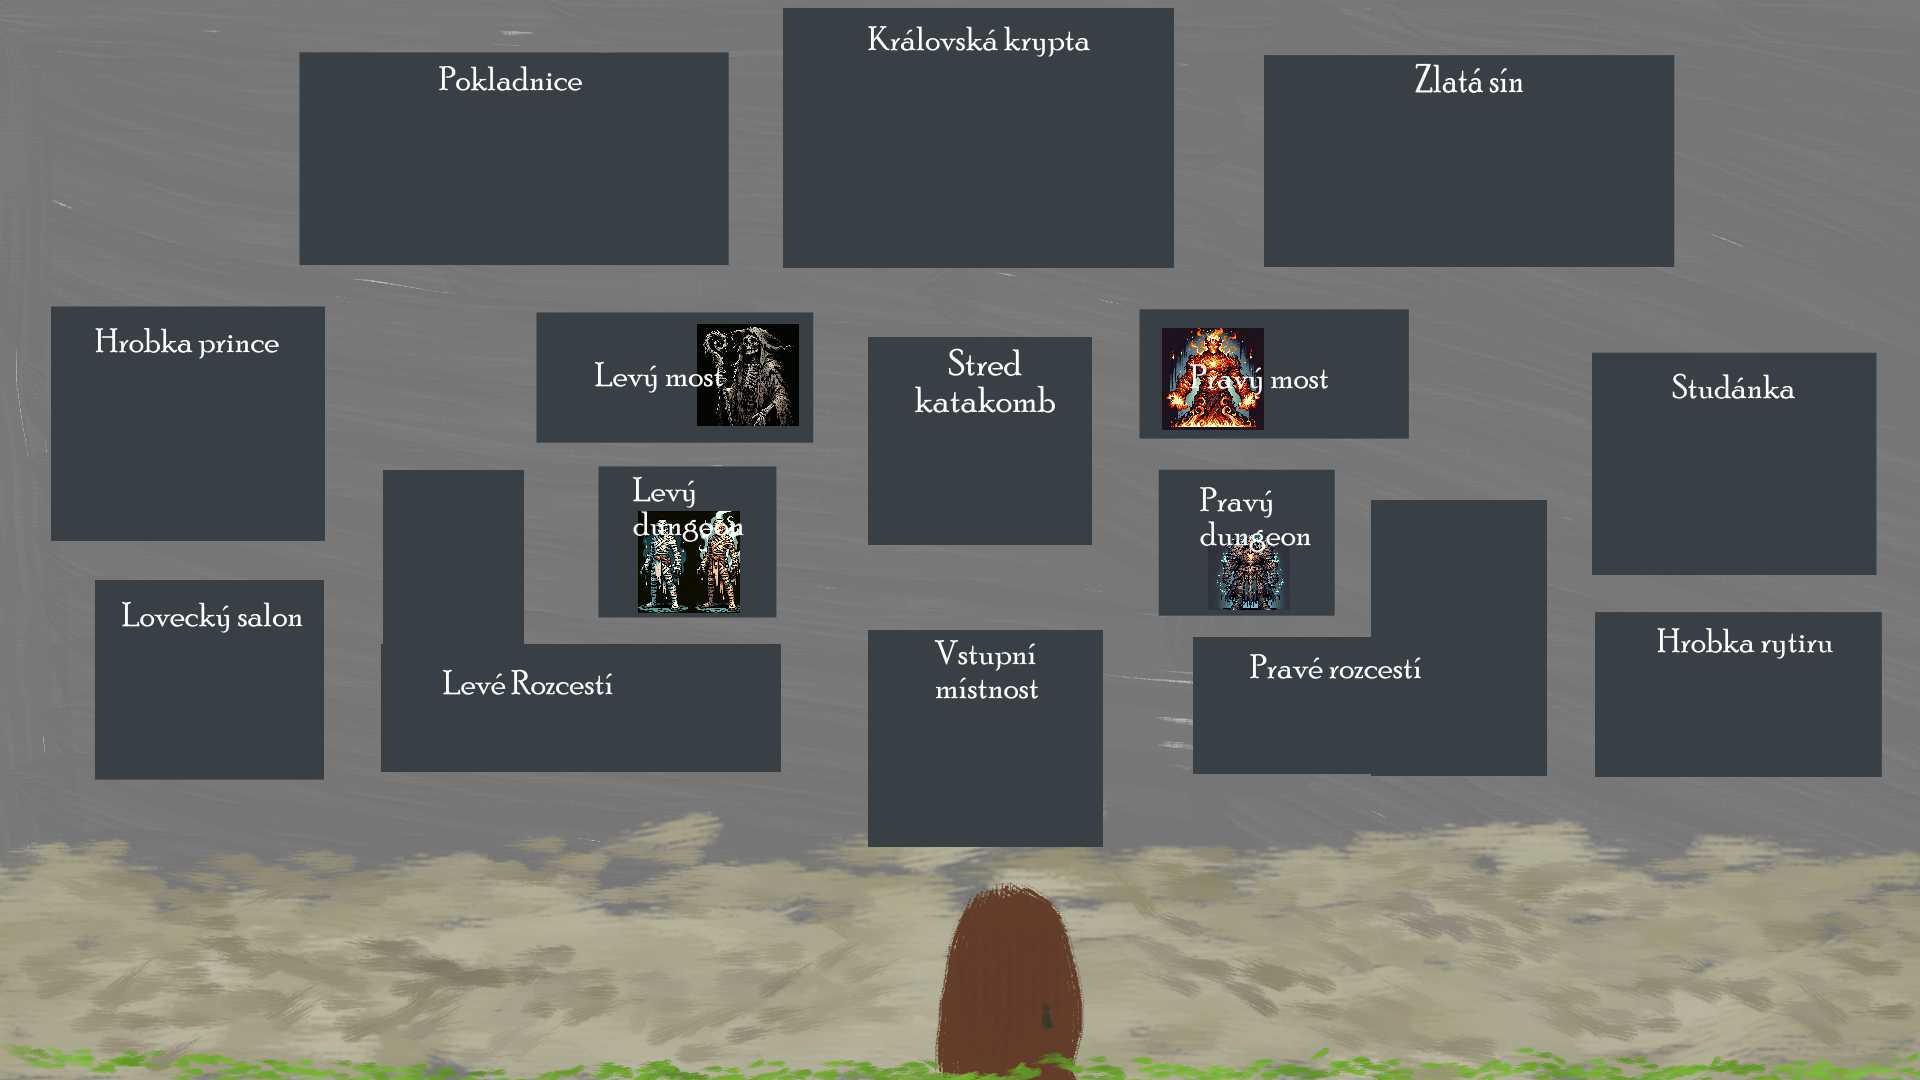 Královská krypta
Pokladnice
Zlatá sín
Hrobka prince
Levý most
Stred
katakomb
Pravý most
Studánka
Levý
dungeon
Pravý
dungeon
Lovecký salon
Levé Rozcestí
Vstupní
místnost
Pravé rozcestí
Hrobka rytiru